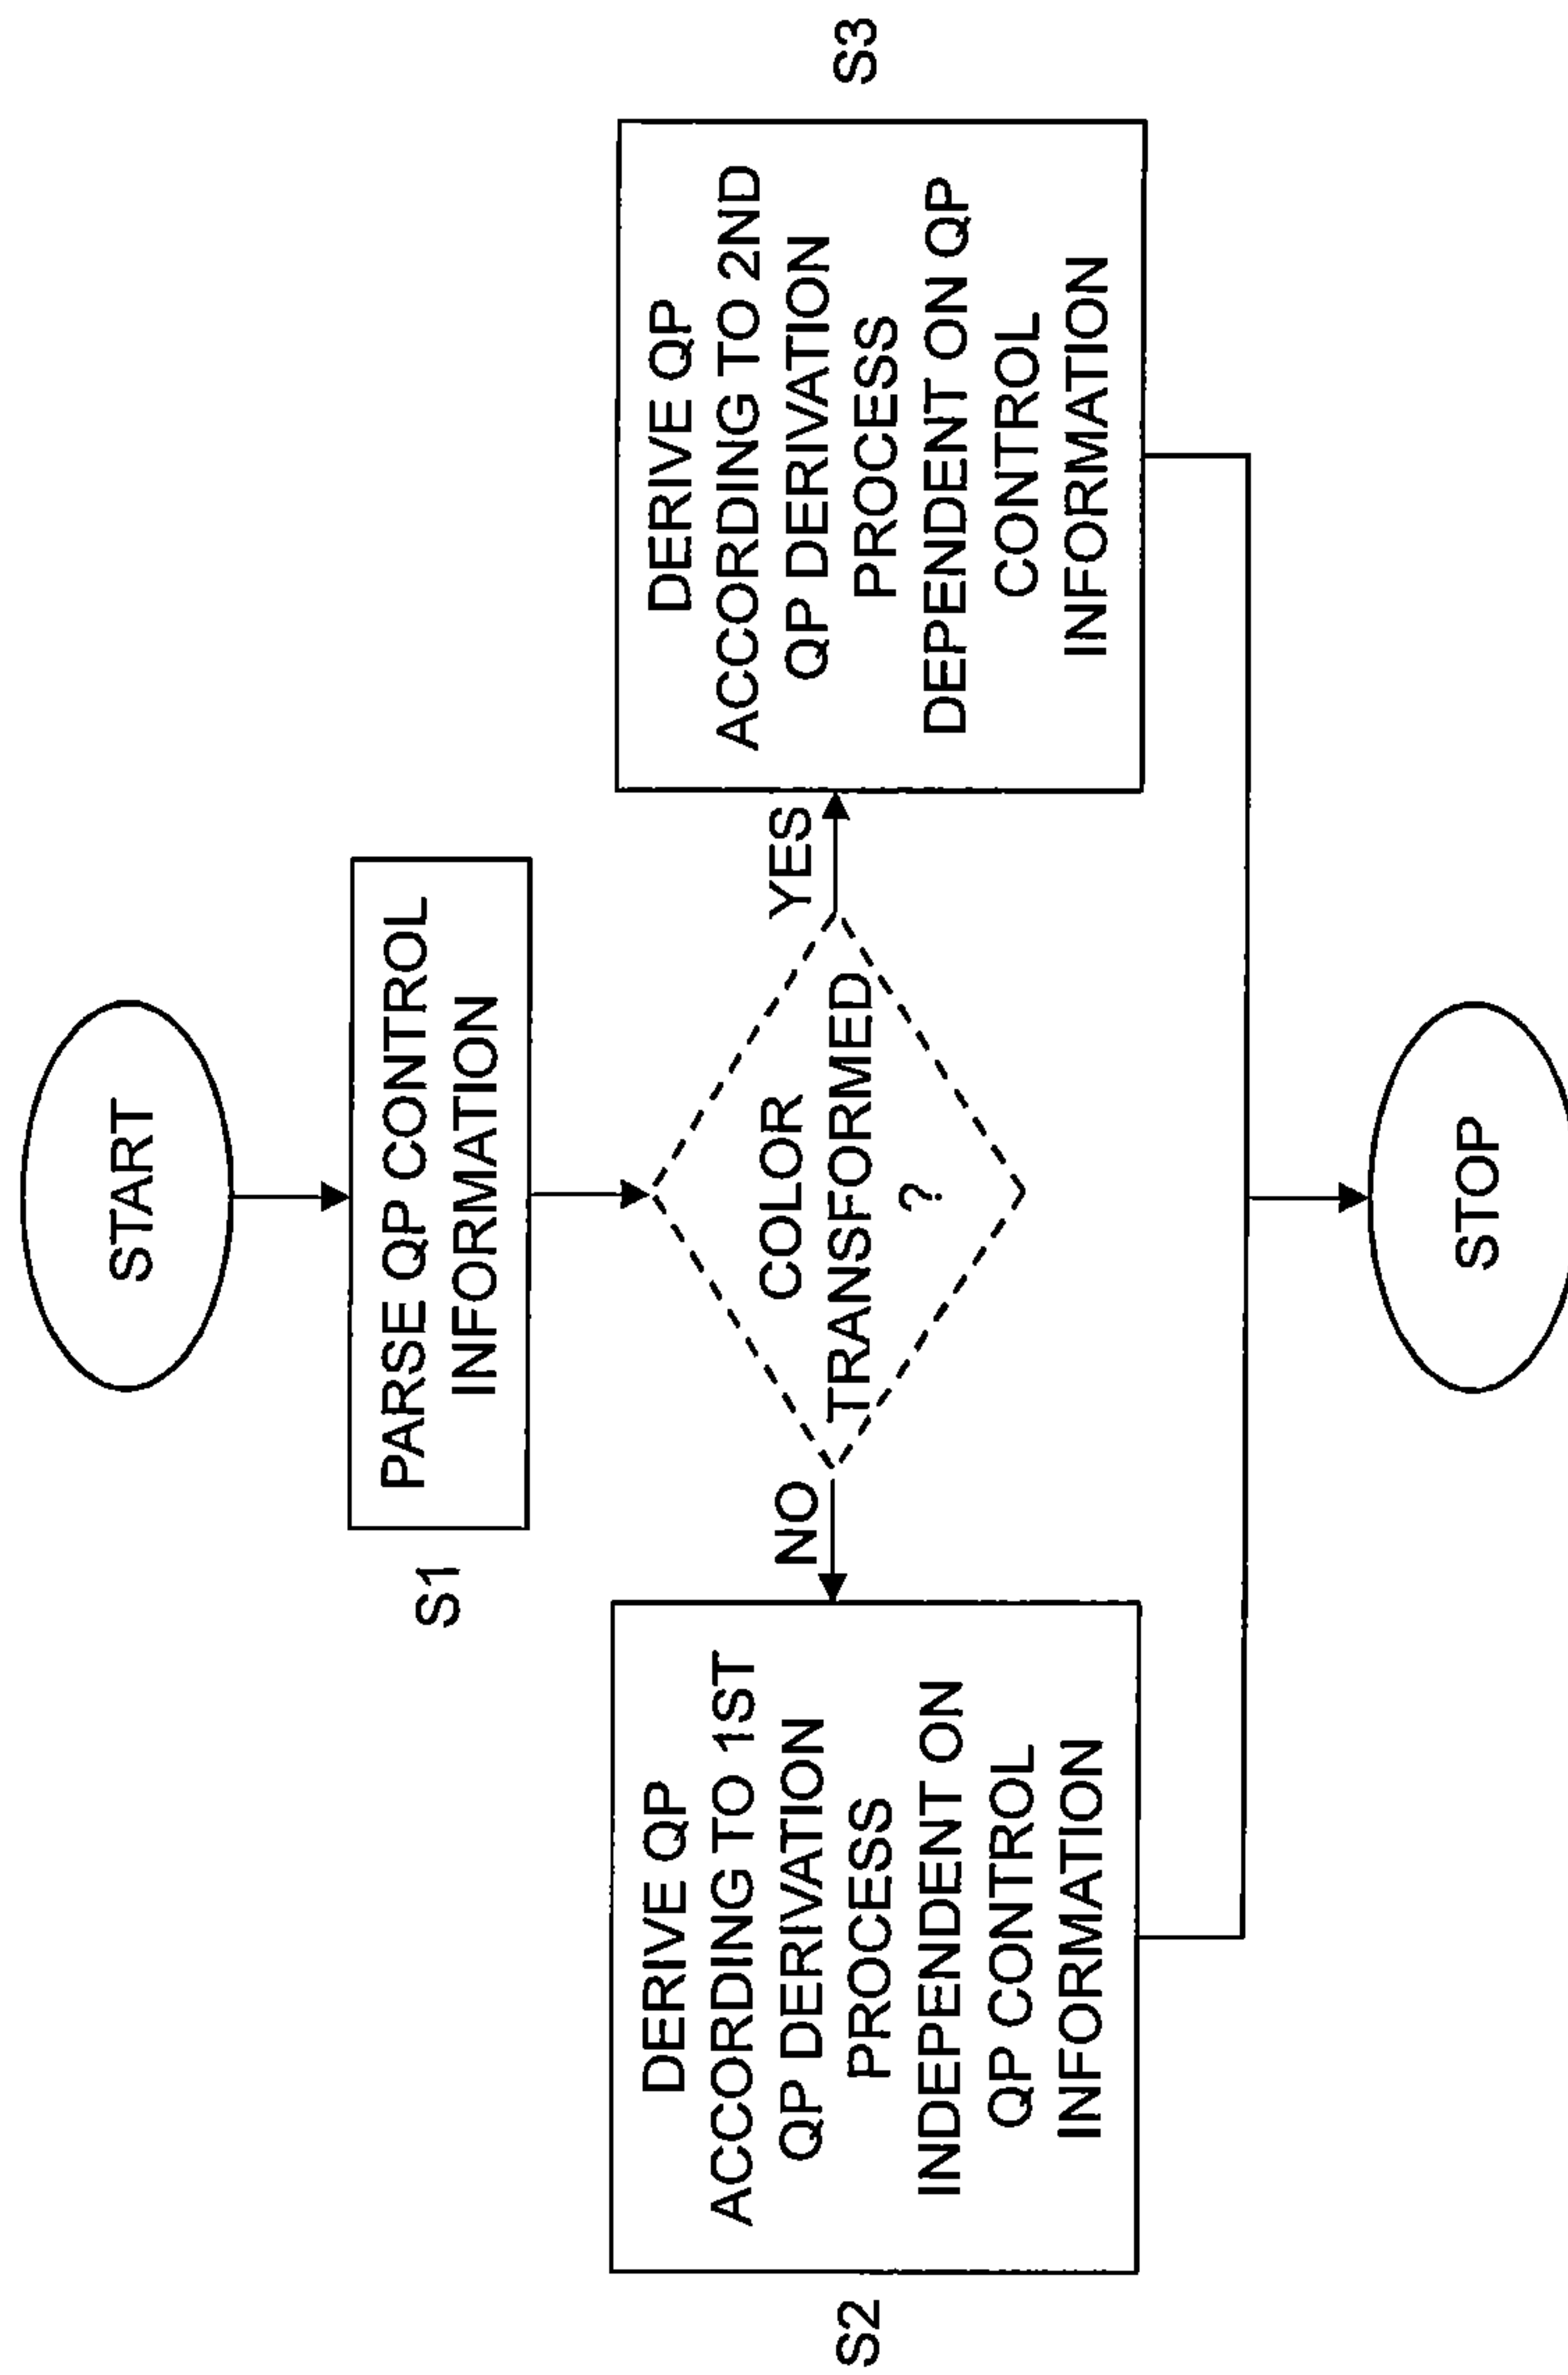 START
PARSE QP CONTROL
INFORMATION
S1
COLOR
TRANSFORMED
?
NO
YES
DERIVE QP
ACCORDING TO 1ST
QP DERIVATION
PROCESS
INDEPENDENT ON
QP CONTROL
INFORMATION
S2
DERIVE QP
ACCORDING TO 2ND
QP DERIVATION
PROCESS
DEPENDENT ON QP
CONTROL
INFORMATION
S3
STOP